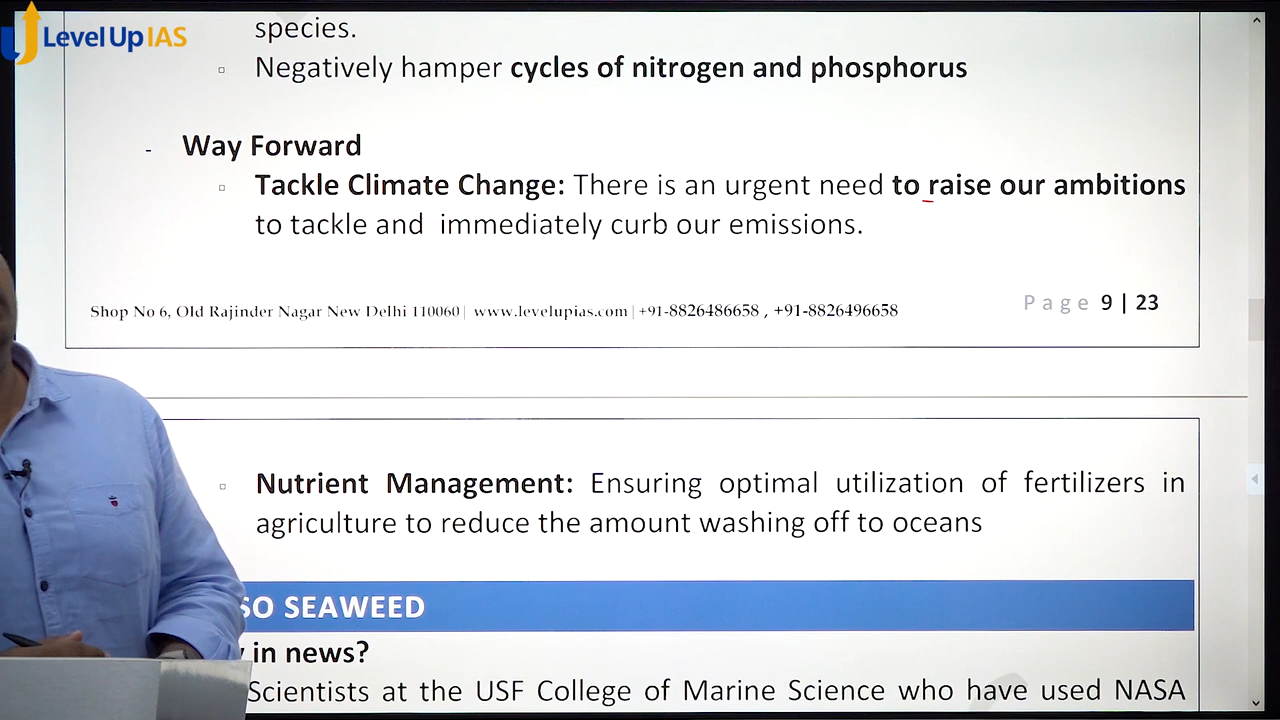 Level Up IAS
species.
Negatively hamper cycles of nitrogen and phosphorus
- Way Forward
Tackle Climate Change: There is an urgent need to raise our ambitions
to tackle and immediately curb our emissions.
Shop No 6, Old Rajinder Nagar New Delhi 110060| www.levelupias.com | +91-8826486658 , +91-8826496658
Page 9 | 23
Nutrient Management: Ensuring optimal utilization of fertilizers in
agriculture to reduce the amount washing off to oceans
SO SEAWEED
in news?
Scientists at the USF College of Marine Science who have used NASA